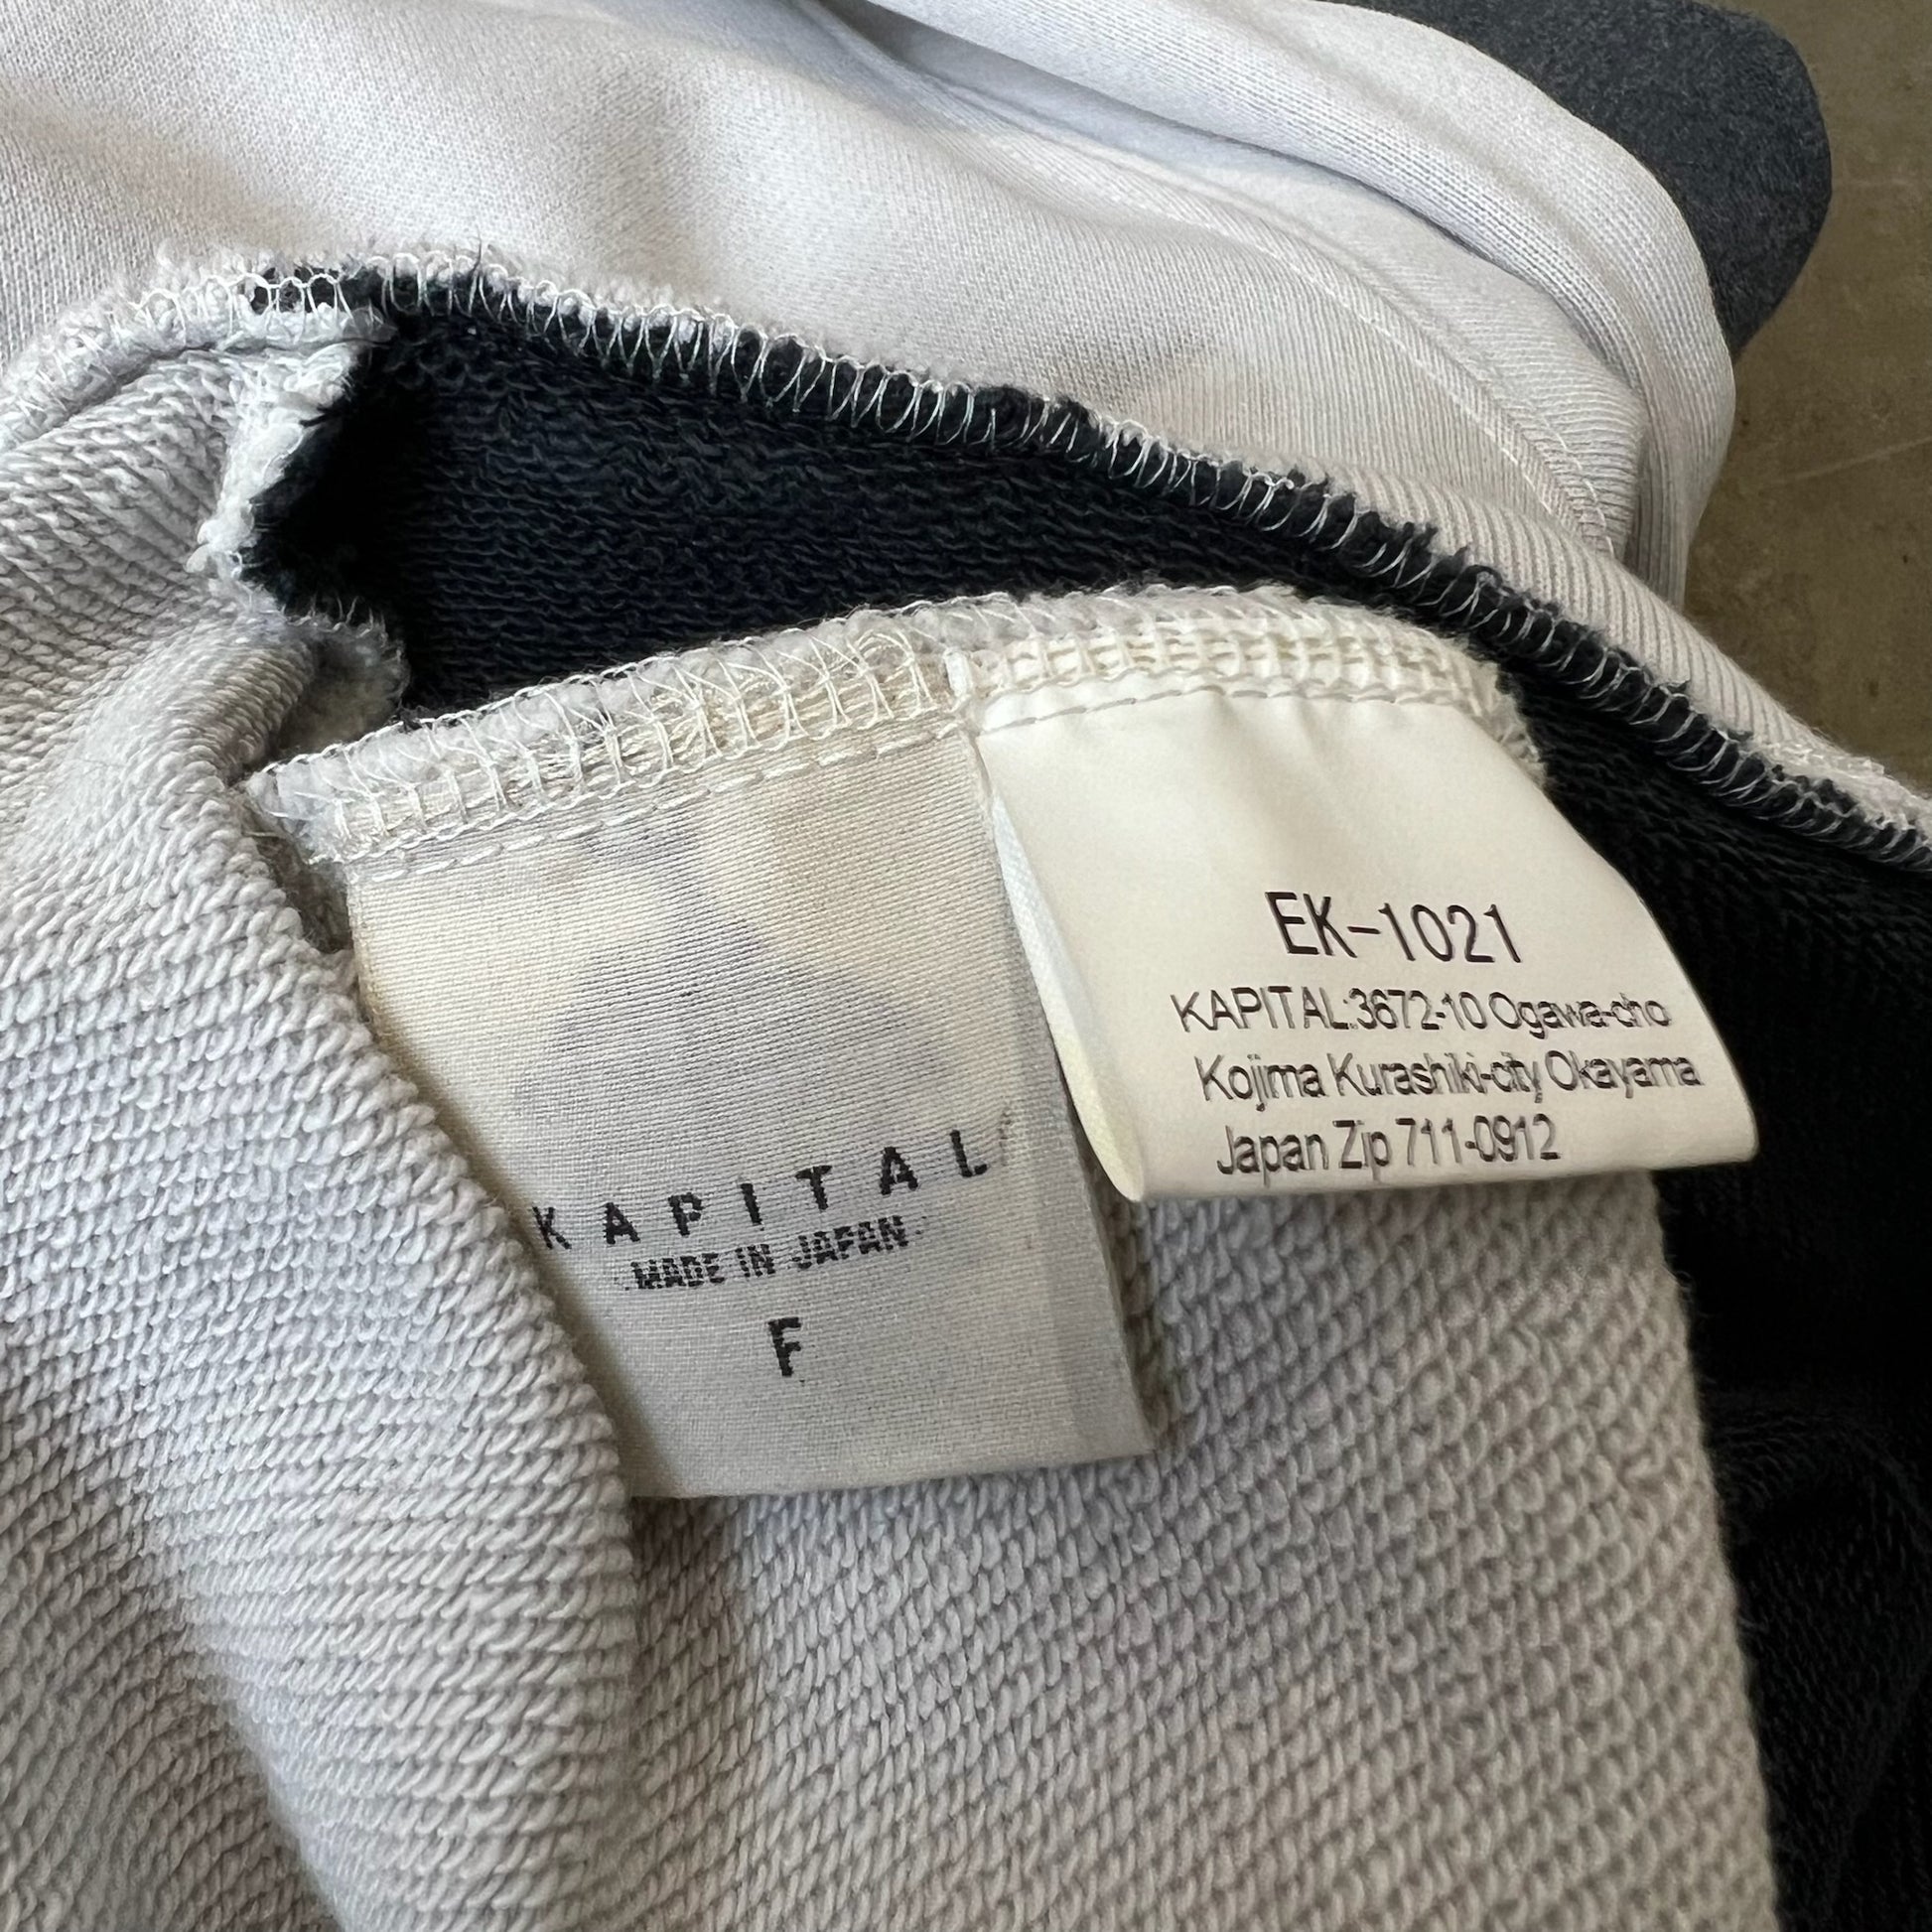 KAPITAL
MADE IN JAPAN
F
EK-1021
KAPITAL:3672-10 Ogawa-cho
Kojima Kurashiki-city Okayama
Japan Zip 711-0912